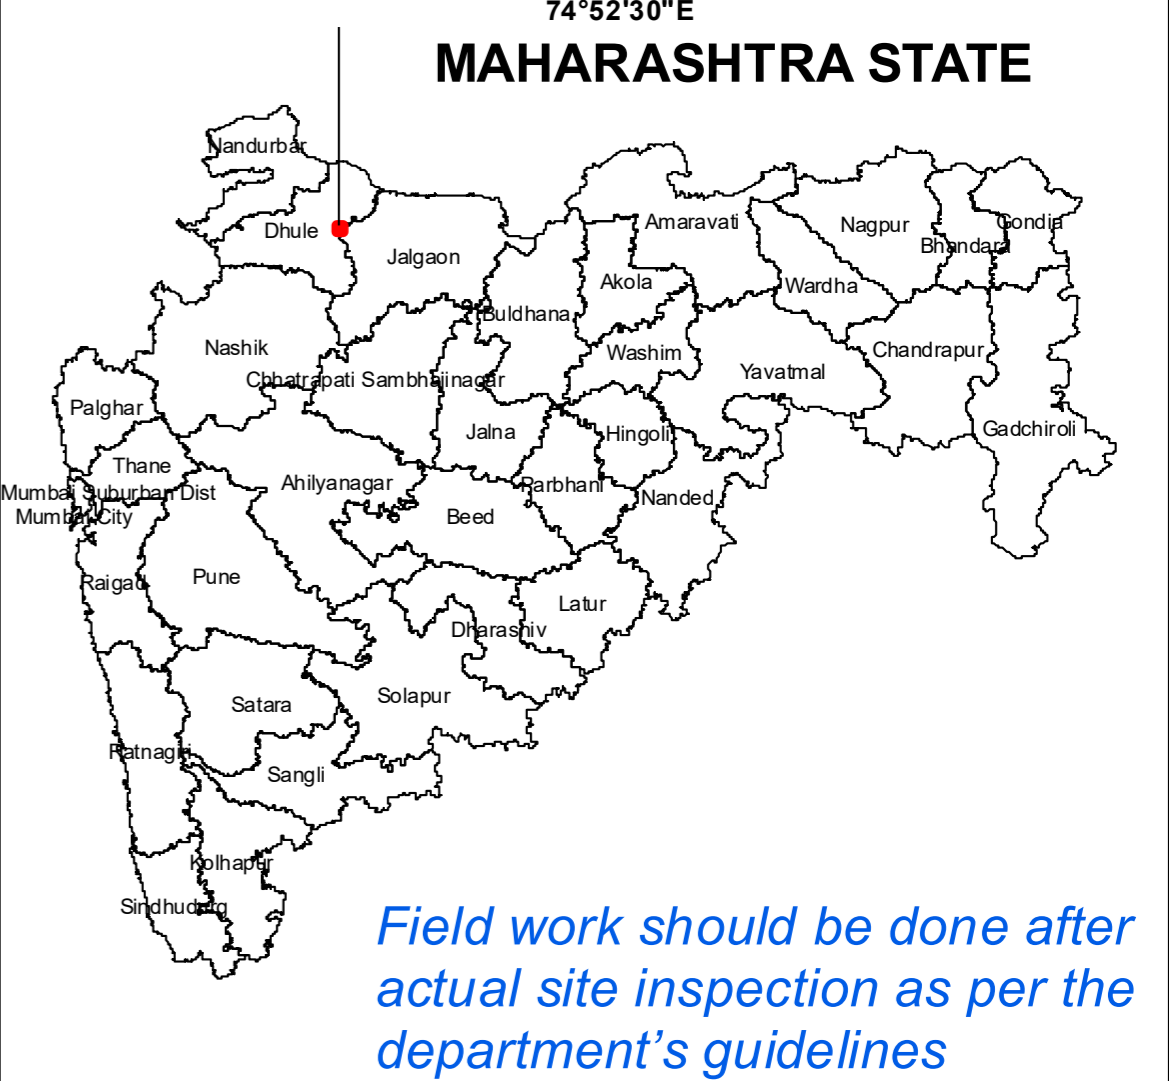 74°52'30"E
MAHARASHTRA STATE
Nandurbar
Dhule
Jalgaon
Amaravati
Nagpur
Gondia
Bhandara
Akola
Wardha
Buldhana
Nashik
Washim
Chandrapur
Yavatmal
Chhatrapati Sambhajinagar
Palghar
Jalna
Hingoli
Gadchiroli
Thane
Ahilyanagar
Parbhani
Nanded
Mumbai Suburban Dist
Mumbai City
Beed
Raigad
Pune
Latur
Dharashiv
Satara
Solapur
Ratnagiri
Sangli
Kolhapur
Sindhudurg
Field work should be done after
actual site inspection as per the
department’s guidelines